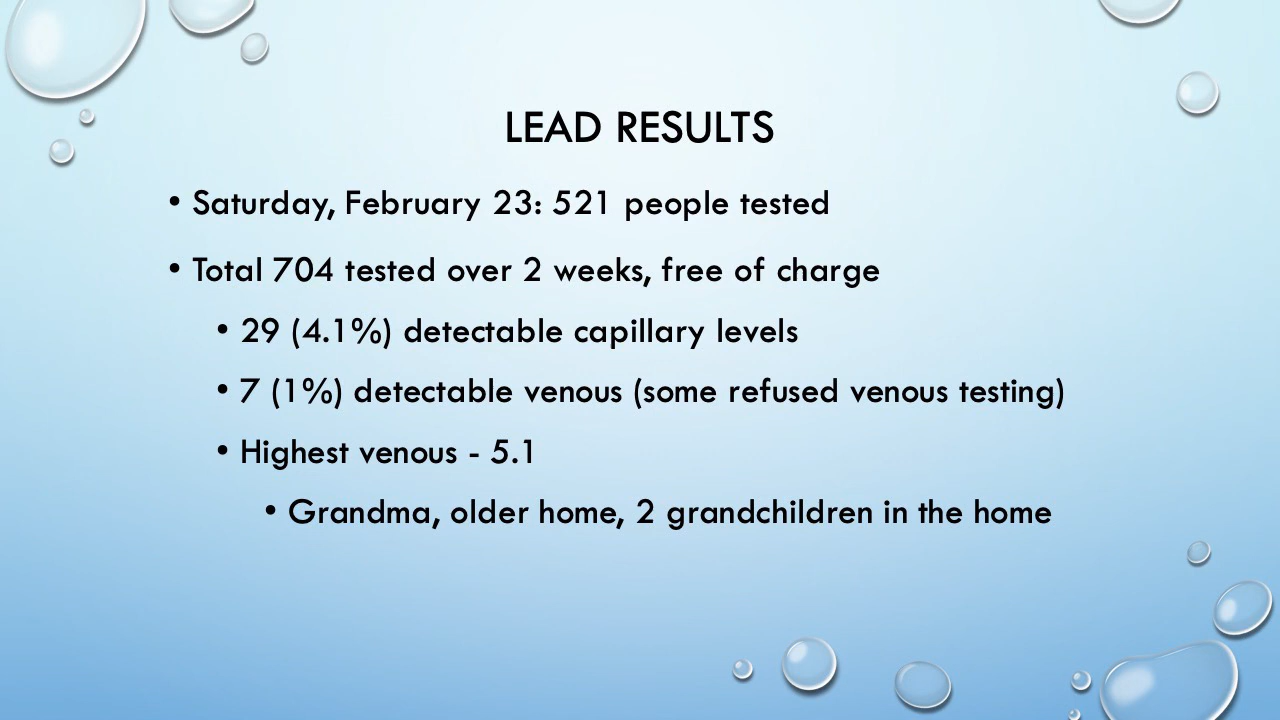 LEAD RESULTS
• Saturday, February 23: 521 people tested
• Total 704 tested over 2 weeks, free of charge
• 29 (4.1%) detectable capillary levels
• 7 (1%) detectable venous (some refused venous testing)
• Highest venous - 5.1
• Grandma, older home, 2 grandchildren in the home